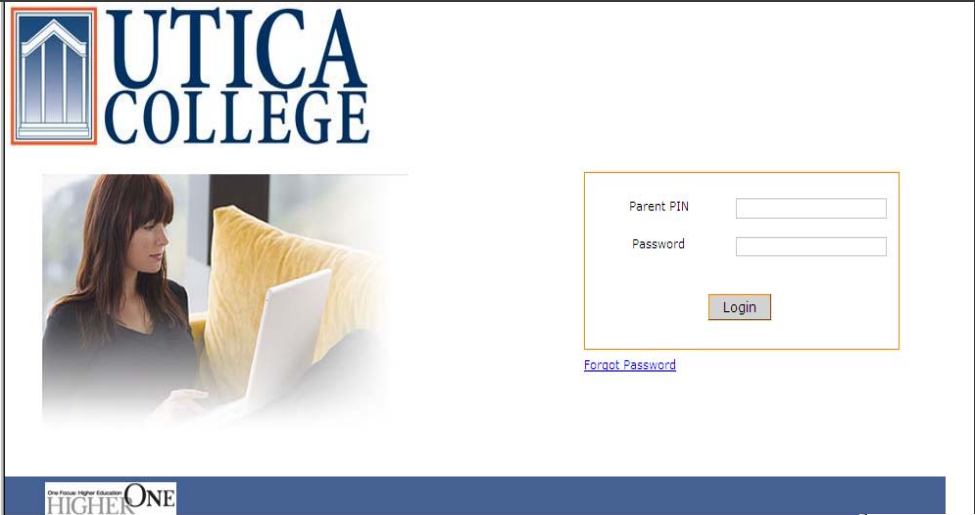 UTICA
COLLEGE
Parent PIN
Password
Login
Forgot Password
One Focus: Higher Education
HIGHER ONE